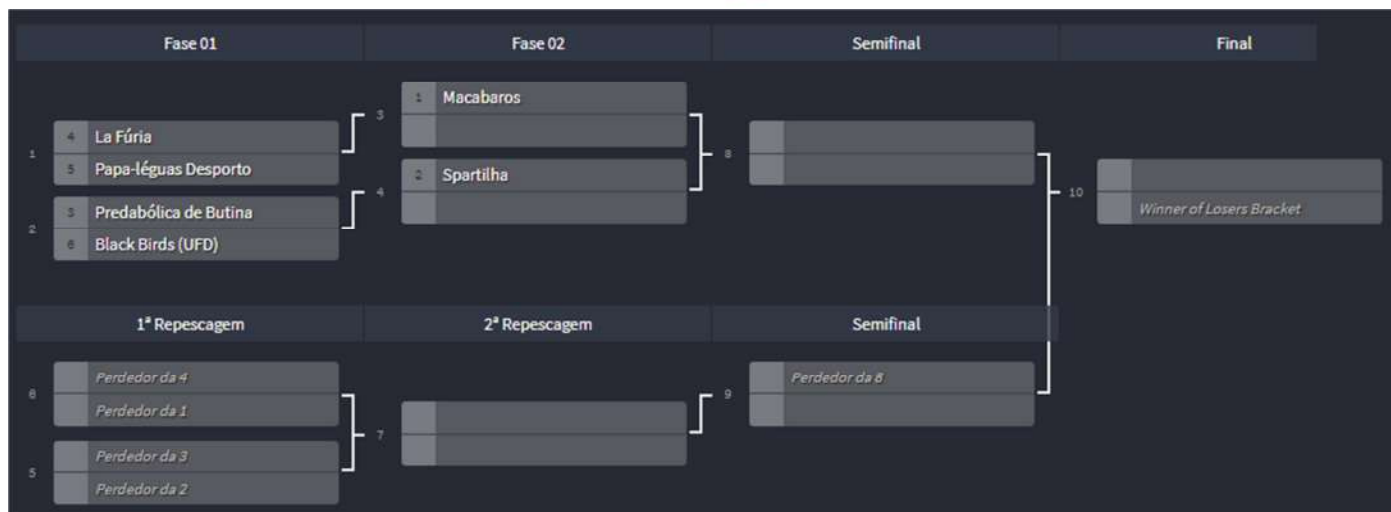 Fase 01 Fase 02 Semifinal Final
1 Macabaros
3
4 La Fúria
1 8
5 Papa-léguas Desporto
2 Spartilha
4 10
3 Predabólica de Butina
Winner of Losers Bracket
2
6 Black Birds (UFD)
1ª Repescagem 2ª Repescagem Semifinal
Perdedor da 4 Perdedor da 8
6 9
Perdedor da 1
7
Perdedor da 3
5
Perdedor da 2